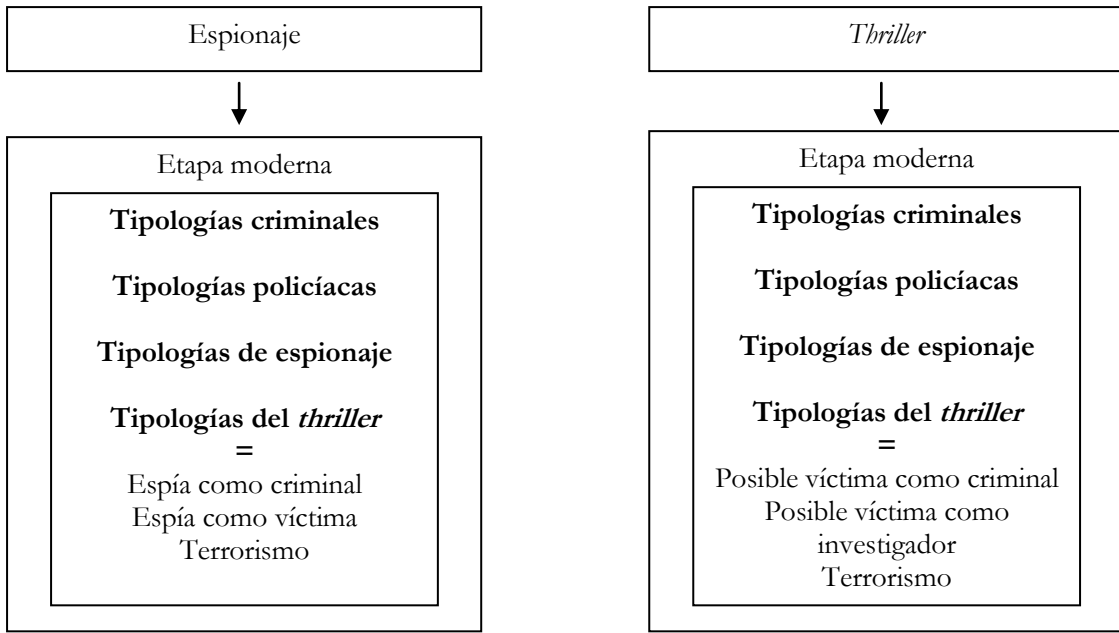 Espionaje
Etapa moderna
Tipologías criminales
Tipologías policíacas
Tipologías de espionaje
Tipologías del thriller
=
Espía como criminal
Espía como víctima
Terrorismo
Thriller
Etapa moderna
Tipologías criminales
Tipologías policíacas
Tipologías de espionaje
Tipologías del thriller
=
Posible víctima como criminal
Posible víctima como
investigador
Terrorismo